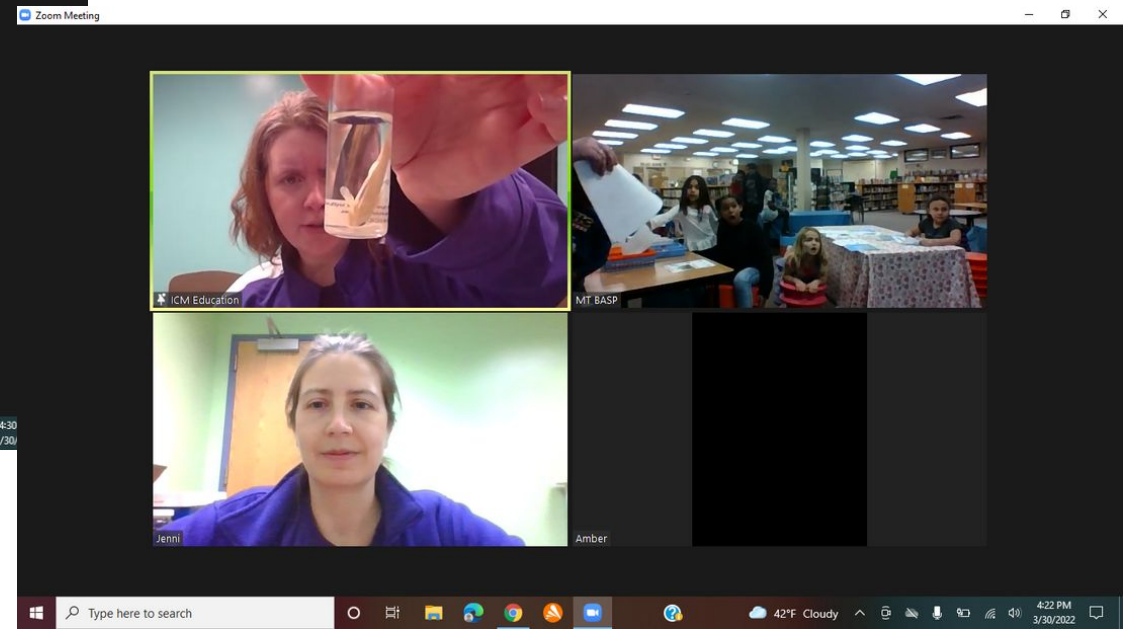 Zoom Meeting
ICM Education
MT BASP
Jenni
Amber
4:30
/30/
Type here to search
42°F Cloudy
4:22 PM
3/30/2022